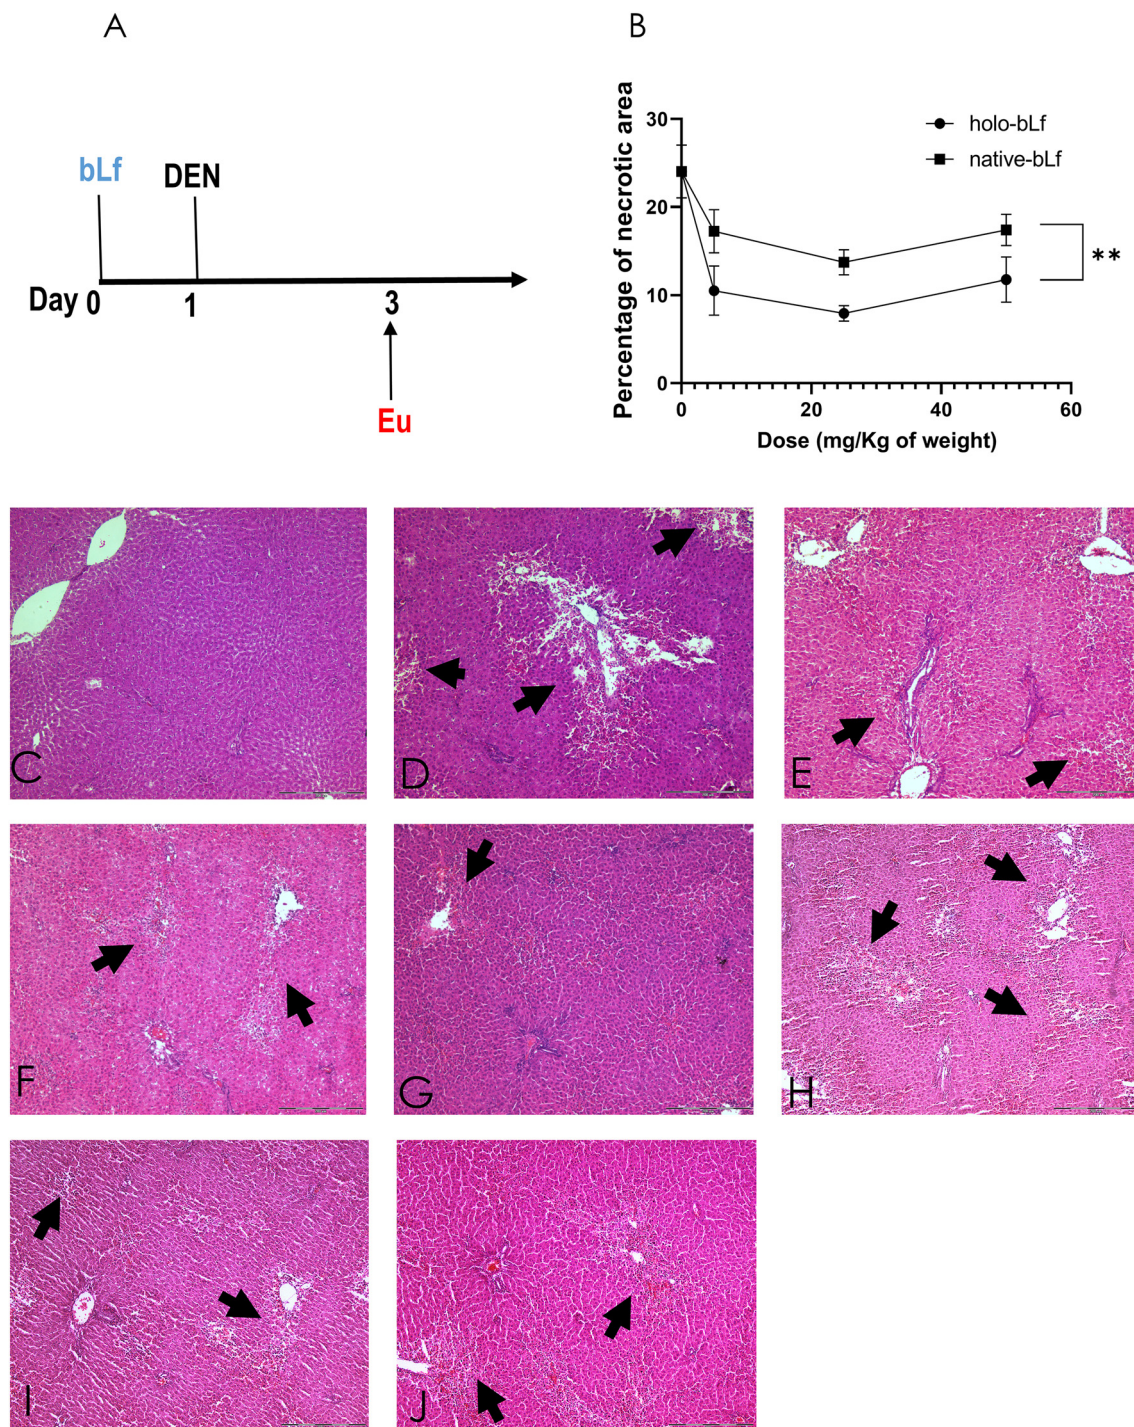 A
B
bLf
DEN
Day 0
1
3
Eu
Percentage of necrotic area
30
20
10
0
0
20
40
60
Dose (mg/Kg of weight)
holo-bLf
native-bLf
**
C
D
E
F
G
H
I
J